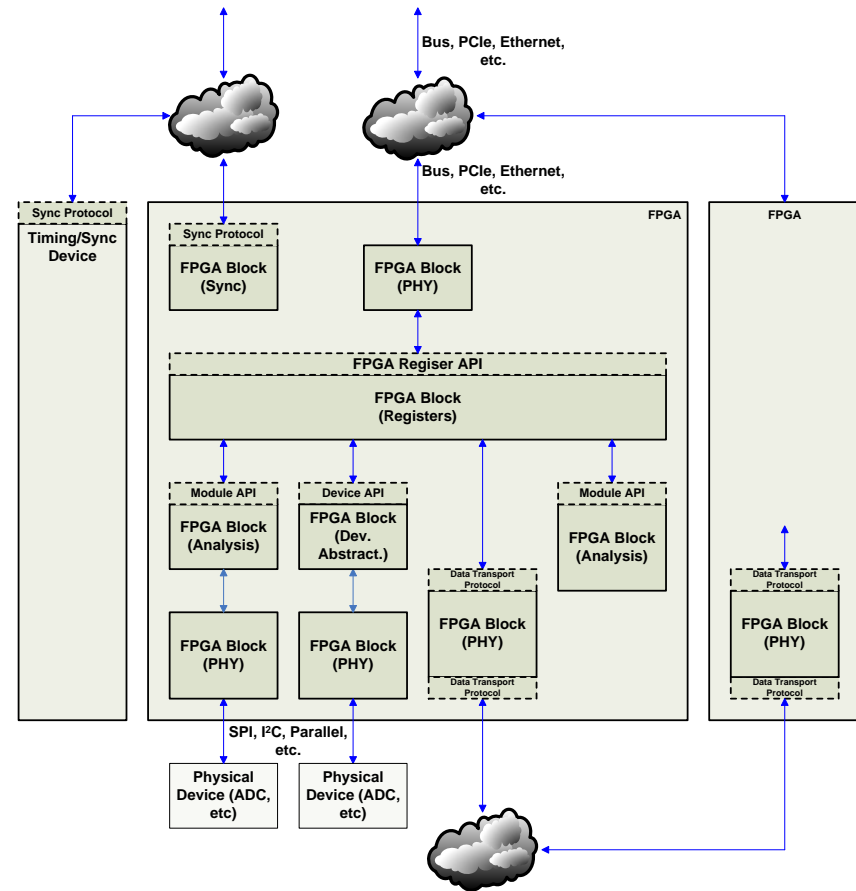 Bus, PCIe, Ethernet,
etc.
Bus, PCIe, Ethernet,
etc.
Sync Protocol
Timing/Sync
Device
FPGA
Sync Protocol
FPGA Block
(Sync)
FPGA Block
(PHY)
FPGA
FPGA Regiser API
FPGA Block
(Registers)
Module API
FPGA Block
(Analysis)
Device API
FPGA Block
(Dev.
Abstract.)
Module API
FPGA Block
(Analysis)
FPGA Block
(PHY)
FPGA Block
(PHY)
Data Transport
Protocol
FPGA Block
(PHY)
Data Transport
Protocol
Data Transport
Protocol
FPGA Block
(PHY)
Data Transport
Protocol
SPI, I²C, Parallel,
etc.
Physical
Device (ADC,
etc)
Physical
Device (ADC,
etc)